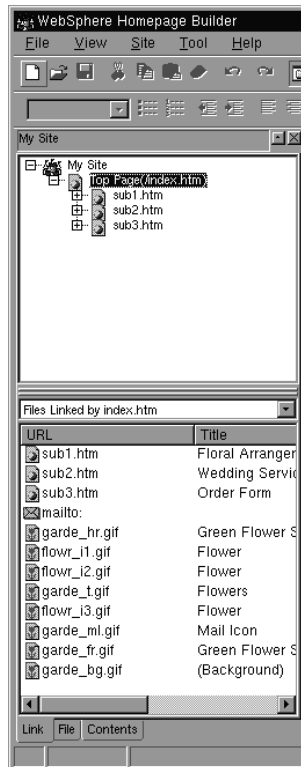 WebSphere Homepage Builder
File View Site Tool Help
My Site
My Site
Top Page(/index.htm)
sub1.htm
sub2.htm
sub3.htm
Files Linked by index.htm
URL Title
sub1.htm Floral Arranger
sub2.htm Wedding Servic
sub3.htm Order Form
mailto:
garde_hr.gif Green Flower S
flowr_i1.gif Flower
flowr_i2.gif Flower
garde_t.gif Flowers
flowr_i3.gif Flower
garde_ml.gif Mail Icon
garde_fr.gif Green Flower S
garde_bg.gif (Background)
Link File Contents